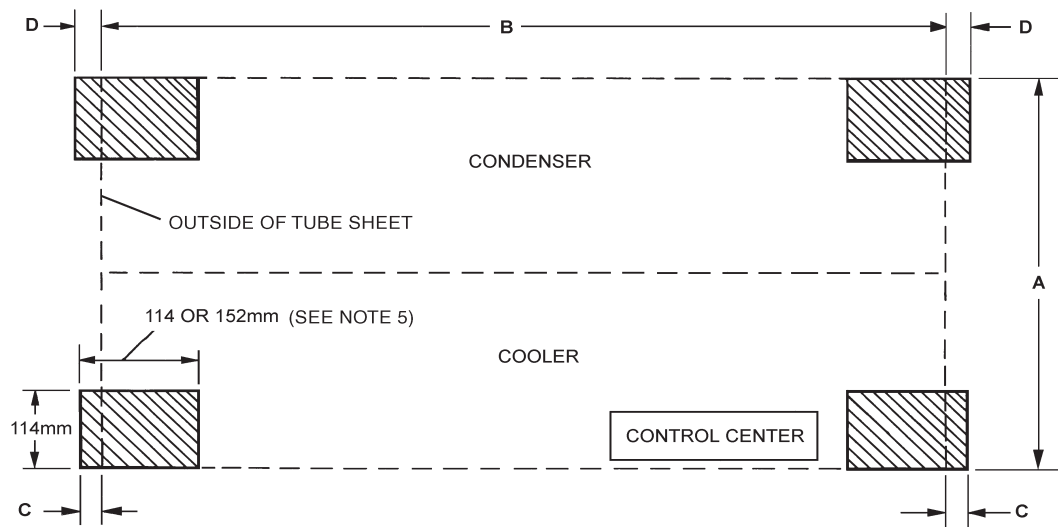 D
B
D
CONDENSER
OUTSIDE OF TUBE SHEET
A
114 OR 152mm (SEE NOTE 5)
COOLER
114mm
CONTROL CENTER
C
C